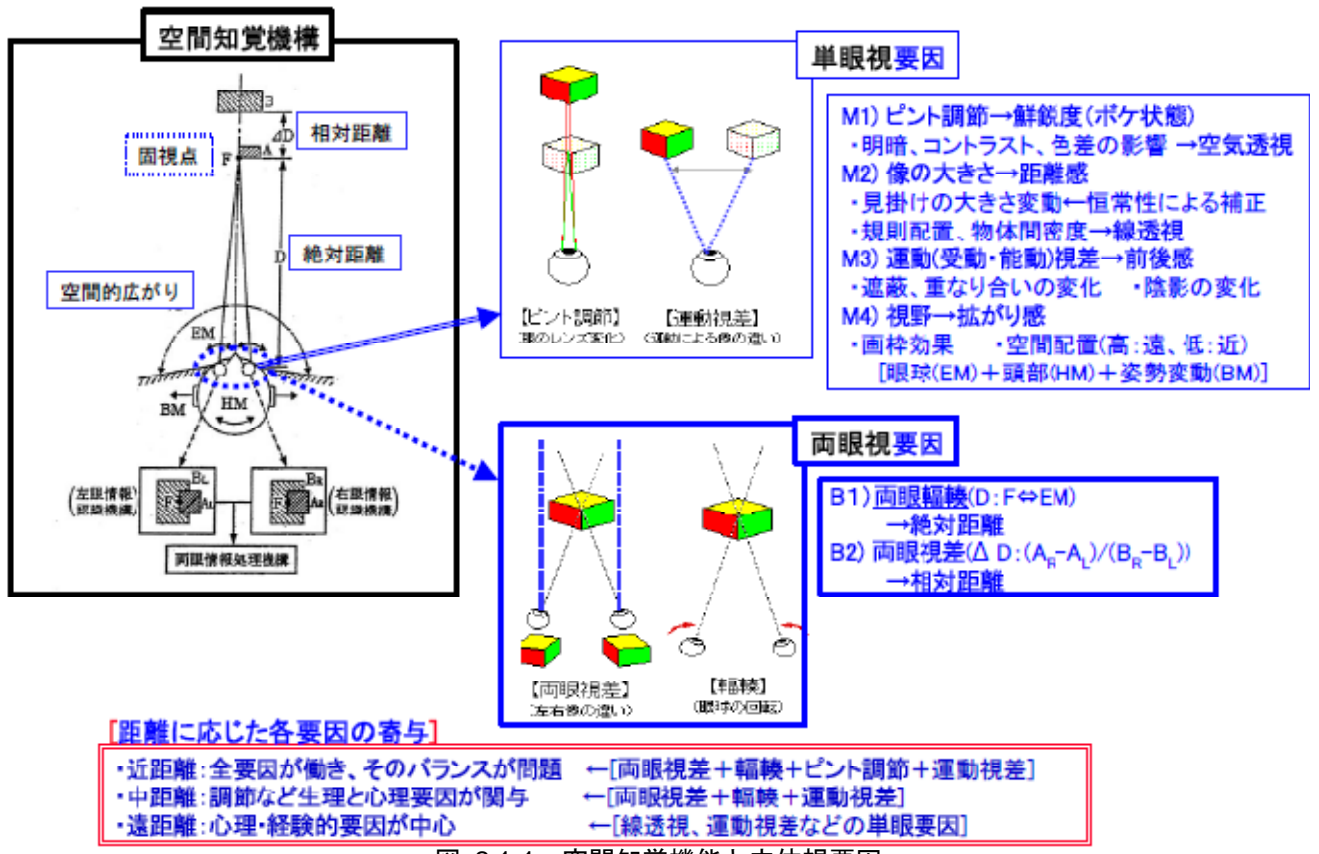 空間知覚機構
B
ΔD
相対距離
固視点
F
A
D
絶対距離
空間的広がり
EM
BM
HM
BL
F
AL
BR
F
AR
(左眼情報
認識機構)
(右眼情報
認識機構)
両眼情報処理機構
単眼視要因
【ピント調節】
(眼のレンズ変化)
【運動視差】
(運動による像の違い)
M1) ピント調節→鮮鋭度(ボケ状態)
・明暗、コントラスト、色差の影響 →空気透視
M2) 像の大きさ→距離感
・見掛けの大きさ変動←恒常性による補正
・規則配置、物体間密度→線透視
M3) 運動(受動・能動)視差→前後感
・遮蔽、重なり合いの変化 ・陰影の変化
M4) 視野→拡がり感
・画枠効果 ・空間配置(高:遠、低:近)
[眼球(EM)+頭部(HM)+姿勢変動(BM)]
両眼視要因
【両眼視差】
(左右像の違い)
【輻輳】
(眼球の回転)
B1) 両眼輻輳(D:F⇔EM)
→絶対距離
B2) 両眼視差(Δ D:(AR-AL)/(BR-BL))
→相対距離
[距離に応じた各要因の寄与]
・近距離:全要因が働き、そのバランスが問題 ←[両眼視差+輻輳+ピント調節+運動視差]
・中距離:調節など生理と心理要因が関与 ←[両眼視差+輻輳+運動視差]
・遠距離:心理・経験的要因が中心 ←[線透視、運動視差などの単眼要因]